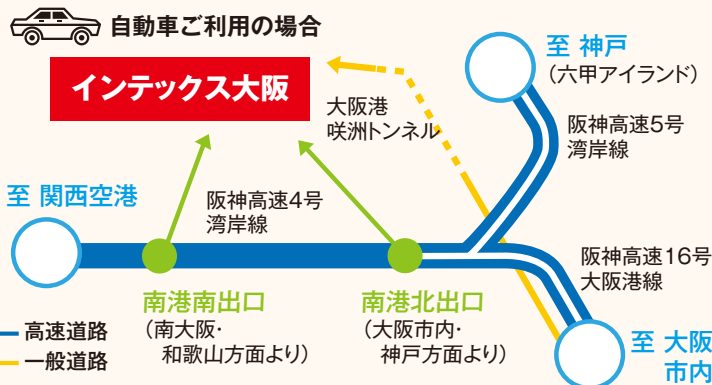 自動車ご利用の場合
インテックス大阪
至 神戸
（六甲アイランド）
大阪港
咲洲トンネル
阪神高速5号
湾岸線
至 関西空港
阪神高速4号
湾岸線
阪神高速16号
大阪港線
南港南出口
（南大阪・
和歌山方面より）
南港北出口
（大阪市内・
神戸方面より）
高速道路
一般道路
至 大阪
市内